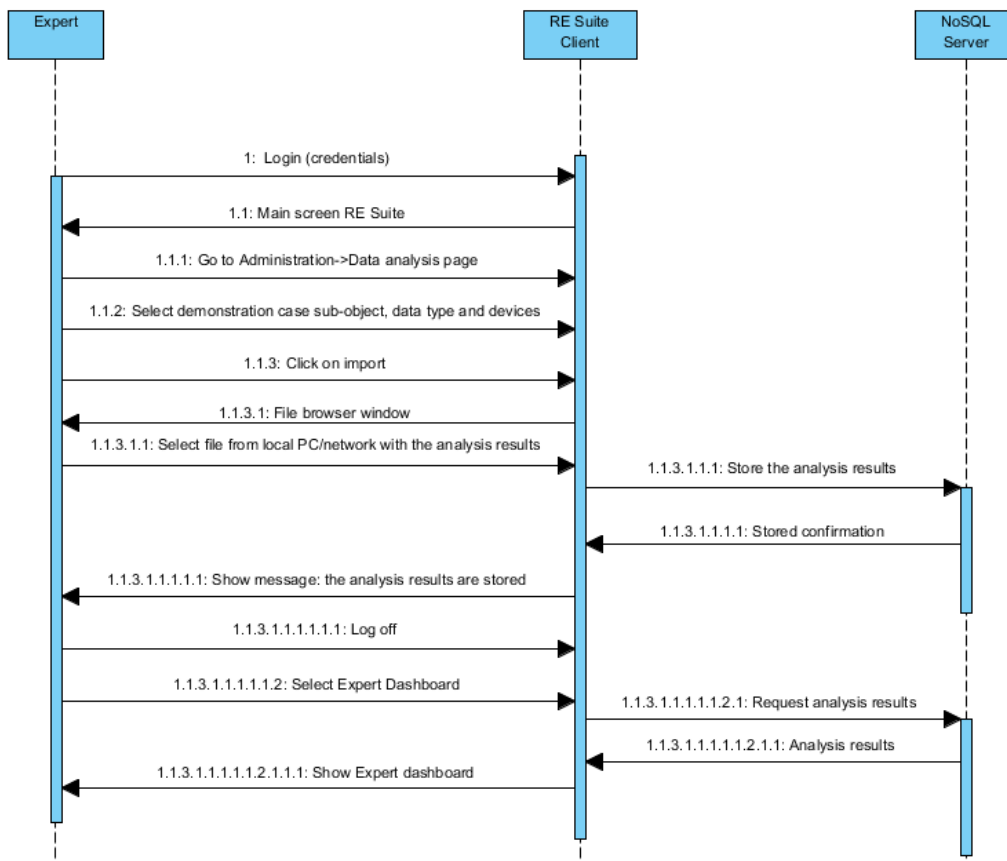 Expert
RE Suite
Client
NoSQL
Server
1: Login (credentials)
1.1: Main screen RE Suite
1.1.1: Go to Administration->Data analysis page
1.1.2: Select demonstration case sub-object, data type and devices
1.1.3: Click on import
1.1.3.1: File browser window
1.1.3.1.1: Select file from local PC/network with the analysis results
1.1.3.1.1.1: Store the analysis results
1.1.3.1.1.1.1: Stored confirmation
1.1.3.1.1.1.1.1: Show message: the analysis results are stored
1.1.3.1.1.1.1.1.1: Log off
1.1.3.1.1.1.1.1.2: Select Expert Dashboard
1.1.3.1.1.1.1.1.2.1: Request analysis results
1.1.3.1.1.1.1.1.2.1.1: Analysis results
1.1.3.1.1.1.1.1.2.1.1.1: Show Expert dashboard